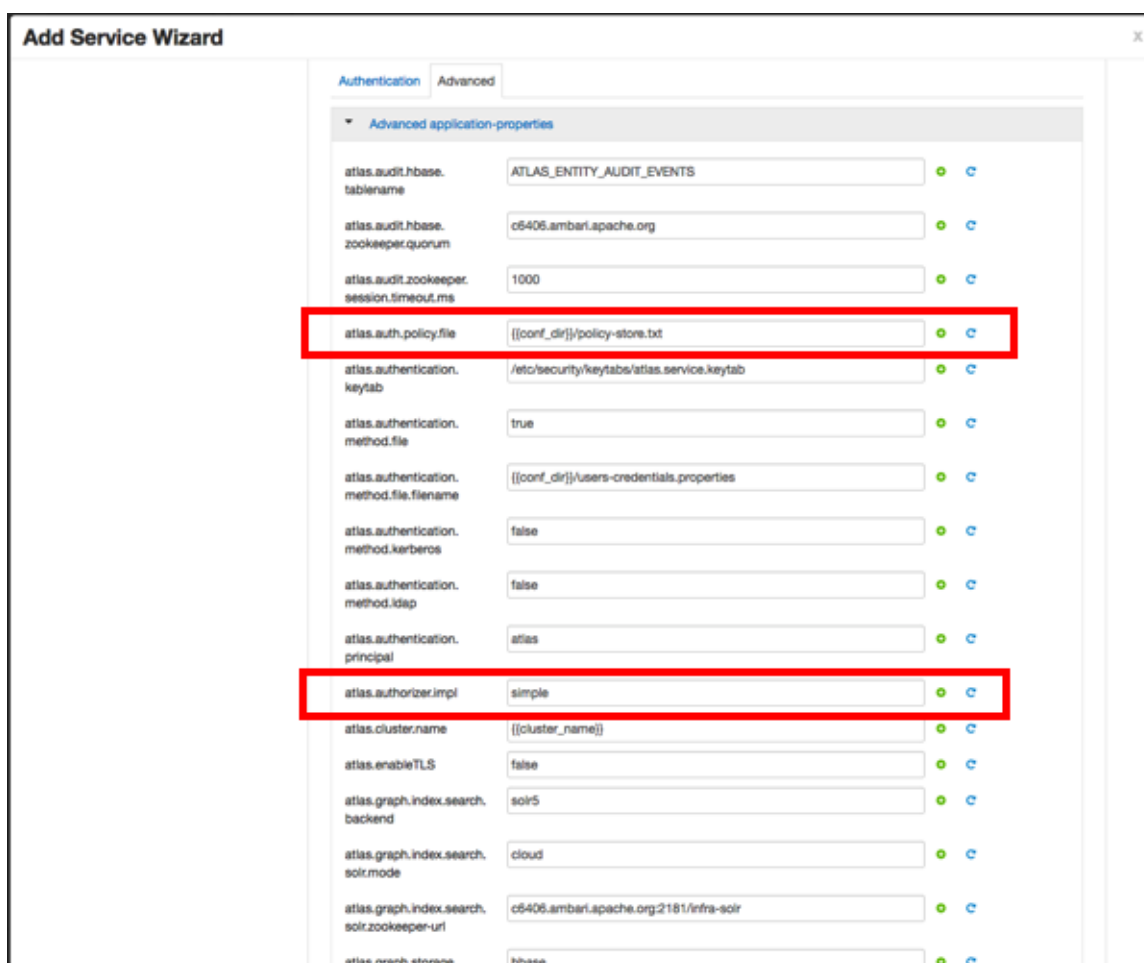 Add Service Wizard
x
Authentication Advanced
Advanced application-properties
atlas.audit.hbase. ATLAS_ENTITY_AUDIT_EVENTS
tablename
atlas.audit.hbase. c6406.ambari.apache.org
zookeeper.quorum
atlas.audit.zookeeper. 1000
session.timeout.ms
atlas.auth.policy.file {{conf_dir}}/policy-store.txt
atlas.authentication. /etc/security/keytabs/atlas.service.keytab
keytab
atlas.authentication. true
method.file
atlas.authentication. {{conf_dir}}/users-credentials.properties
method.file.filename
atlas.authentication. false
method.kerberos
atlas.authentication. false
method.ldap
atlas.authentication. atlas
principal
atlas.authorizer.impl simple
atlas.cluster.name {{cluster_name}}
atlas.enableTLS false
atlas.graph.index.search. solr5
backend
atlas.graph.index.search. cloud
solr.mode
atlas.graph.index.search. c6406.ambari.apache.org:2181/infra-solr
solr.zookeeper-url
atlas.graph.storage. hbase